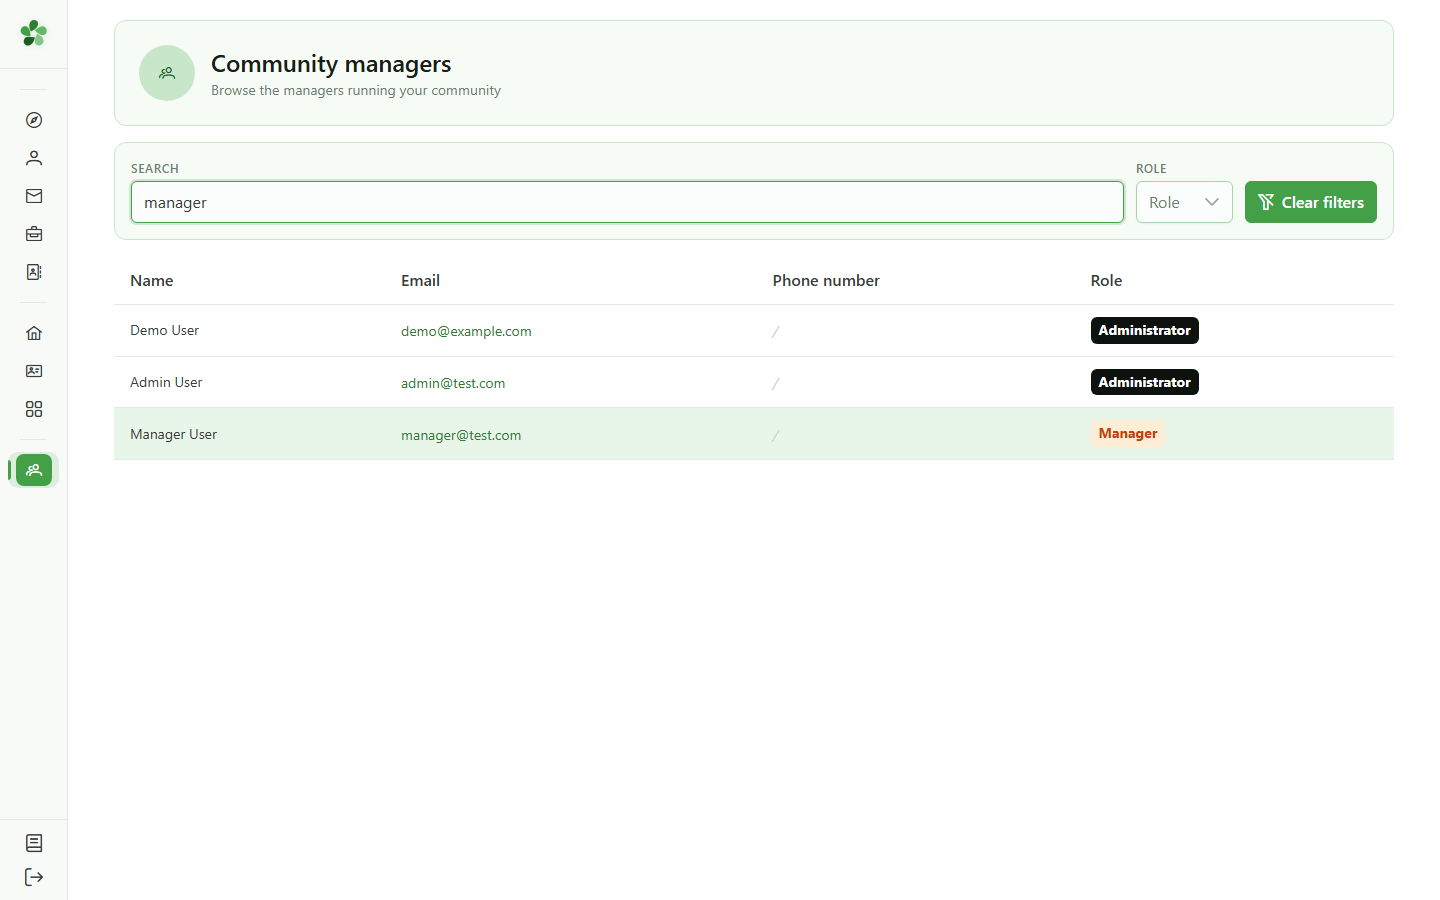 Community managers
Browse the managers running your community
SEARCH
ROLE
manager
Role
Clear filters
Name Email Phone number Role
Demo User demo@example.com / Administrator
Admin User admin@test.com / Administrator
Manager User manager@test.com / Manager